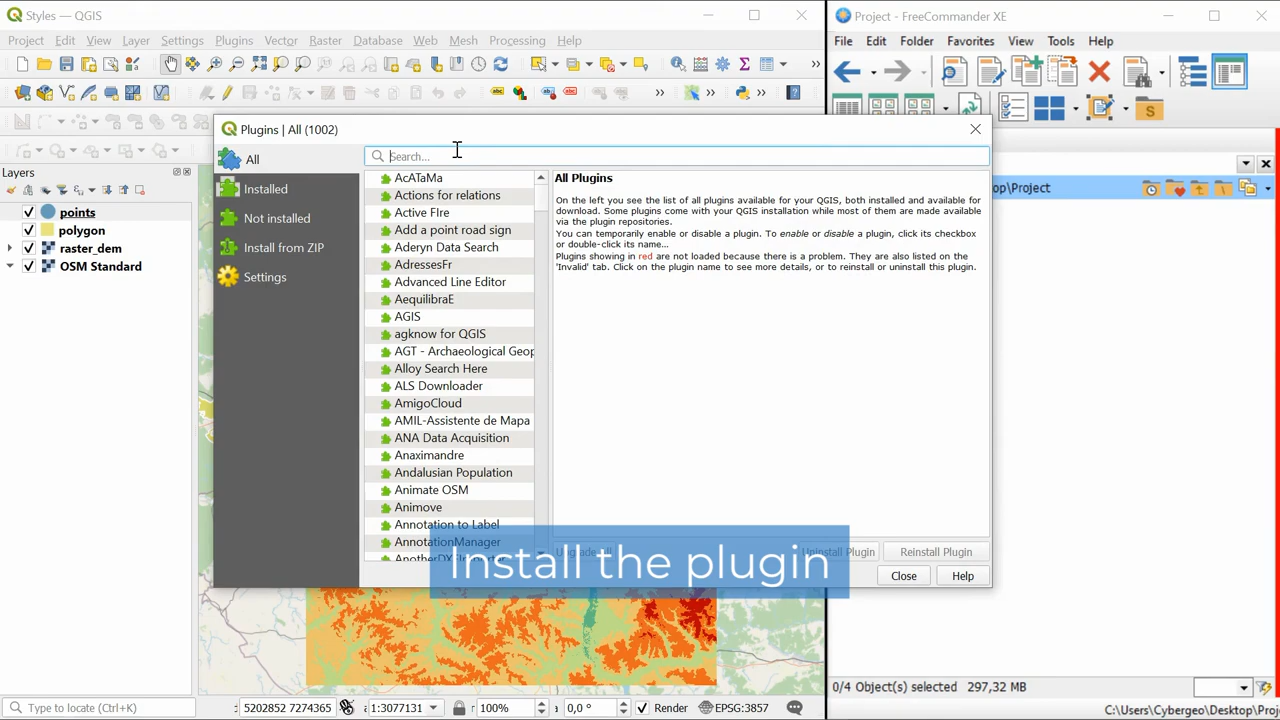 Styles — QGIS
Project Edit View Layer Settings Plugins Vector Raster Database Web Mesh Processing Help
Project - FreeCommander XE
File Edit Folder Favorites View Tools Help
S
op\Project
Layers
points
polygon
raster_dem
OSM Standard
Plugins | All (1002)
All
Installed
Not installed
Install from ZIP
Settings
Search...
AcATaMa
Actions for relations
Active FIre
Add a point road sign
Aderyn Data Search
AdressesFr
Advanced Line Editor
AequilibraE
AGIS
agknow for QGIS
AGT - Archaeological Geop
Alloy Search Here
ALS Downloader
AmigoCloud
AMIL-Assistente de Mapa
ANA Data Acquisition
Anaximandre
Andalusian Population
Animate OSM
Animove
Annotation to Label
AnnotationManager
All Plugins
On the left you see the list of all plugins available for your QGIS, both installed and available for
download. Some plugins come with your QGIS installation while most of them are made available
via the plugin repositories.
You can temporarily enable or disable a plugin. To enable or disable a plugin, click its checkbox
or double-click its name...
Plugins showing in red are not loaded because there is a problem. They are also listed on the
'Invalid' tab. Click on the plugin name to see more details, or to reinstall or uninstall this plugin.
Uninstall Plugin
Reinstall Plugin
Close
Help
Install the plugin
Type to locate (Ctrl+K)
5202852 7274365
1:3077131
100%
0,0 °
Render
EPSG:3857
0/4 Object(s) selected 297,32 MB
C:\Users\Cybergeo\Desktop\Proje